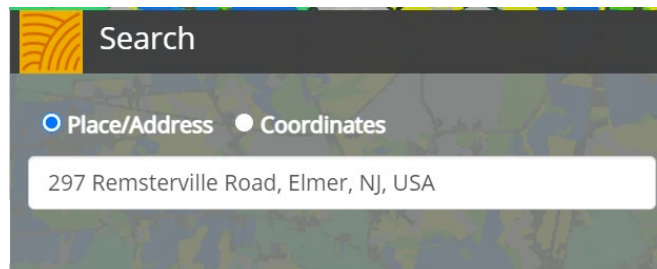 Search
Place/Address Coordinates
297 Remsterville Road, Elmer, NJ, USA